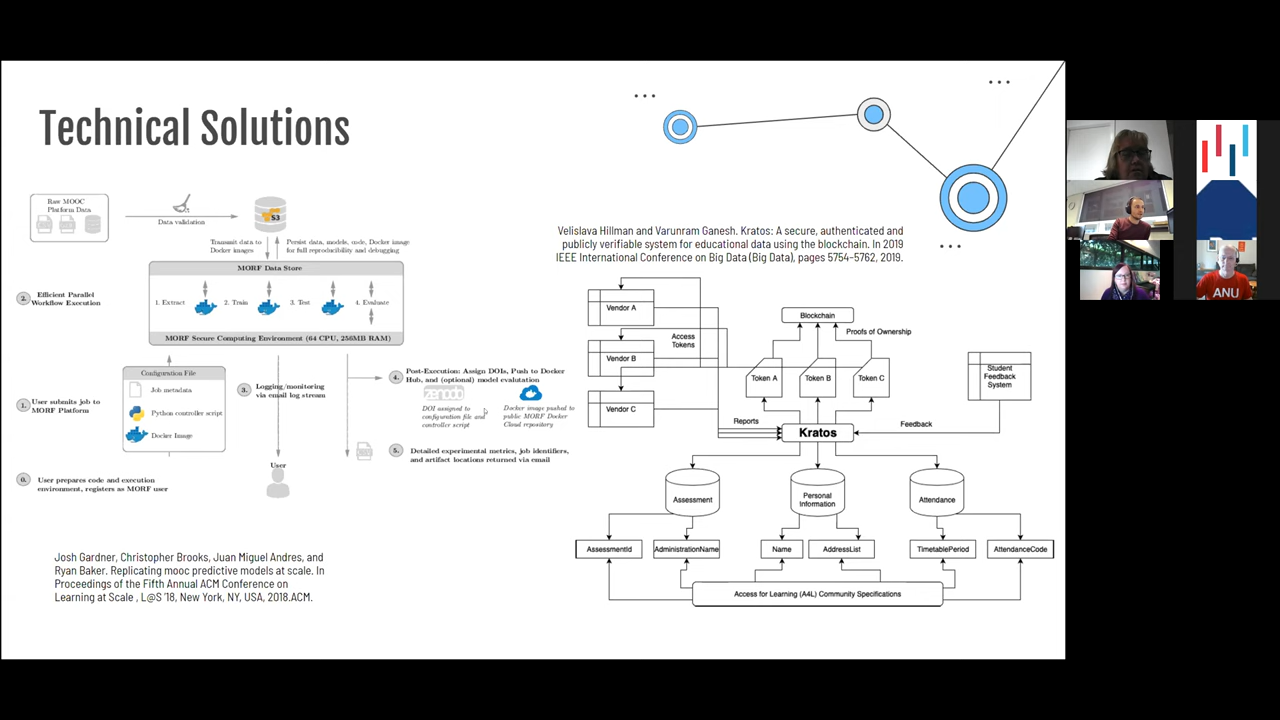 Technical Solutions
Raw MOOC
Platform Data
Data validation
S3
Transmit data to
Docker images
Persist data, models, code, Docker image
for full reproducibility and debugging
MORF Data Store
2.
Efficient Parallel
Workflow Execution
1. Extract
2. Train
3. Test
4. Evaluate
MORF Secure Computing Environment (64 CPU, 256MB RAM)
1.
User submits job to
MORF Platform
Configuration File
Job metadata
Python controller script
Docker Image
3.
Logging/monitoring
via email log stream
4.
Post-Execution: Assign DOIs, Push to Docker
Hub, and (optional) model evalutation
zenodo
DOI assigned to
configuration file and
controller script
Docker image pushed to
public MORF Docker
Cloud repository
5.
Detailed experimental metrics, job identifiers,
and artifact locations returned via email
User
0.
User prepares code and execution
environment, registers as MORF user
Josh Gardner, Christopher Brooks, Juan Miguel Andres, and
Ryan Baker. Replicating mooc predictive models at scale. In
Proceedings of the Fifth Annual ACM Conference on
Learning at Scale , L@S '18, New York, NY, USA, 2018.ACM.
Velislava Hillman and Varunram Ganesh. Kratos: A secure, authenticated and
publicly verifiable system for educational data using the blockchain. In 2019
IEEE International Conference on Big Data (Big Data), pages 5754–5762, 2019.
Vendor A
Vendor B
Vendor C
Access
Tokens
Blockchain
Proofs of Ownership
Token A
Token B
Token C
Student
Feedback
System
Reports
Kratos
Feedback
Assessment
Personal
Information
Attendance
AssessmentId
AdministrationName
Name
AddressList
TimetablePeriod
AttendanceCode
Access for Learning (A4L) Community Specifications
ANU